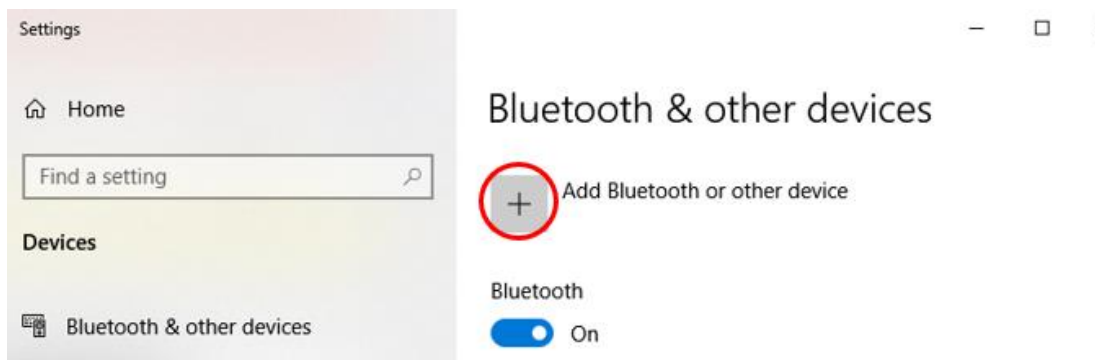 Settings
Home
Find a setting
Devices
Bluetooth & other devices
Bluetooth & other devices
Add Bluetooth or other device
Bluetooth
On